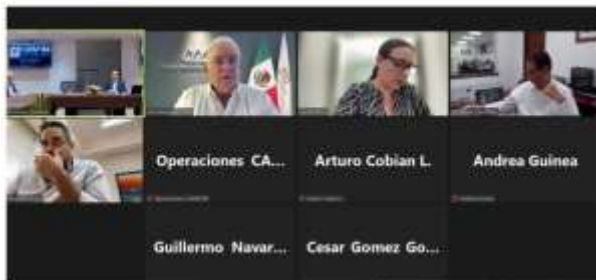 Operaciones CA...
Arturo Cobian L.
Andrea Guinea
Guillermo Navar...
Cesar Gomez Go...